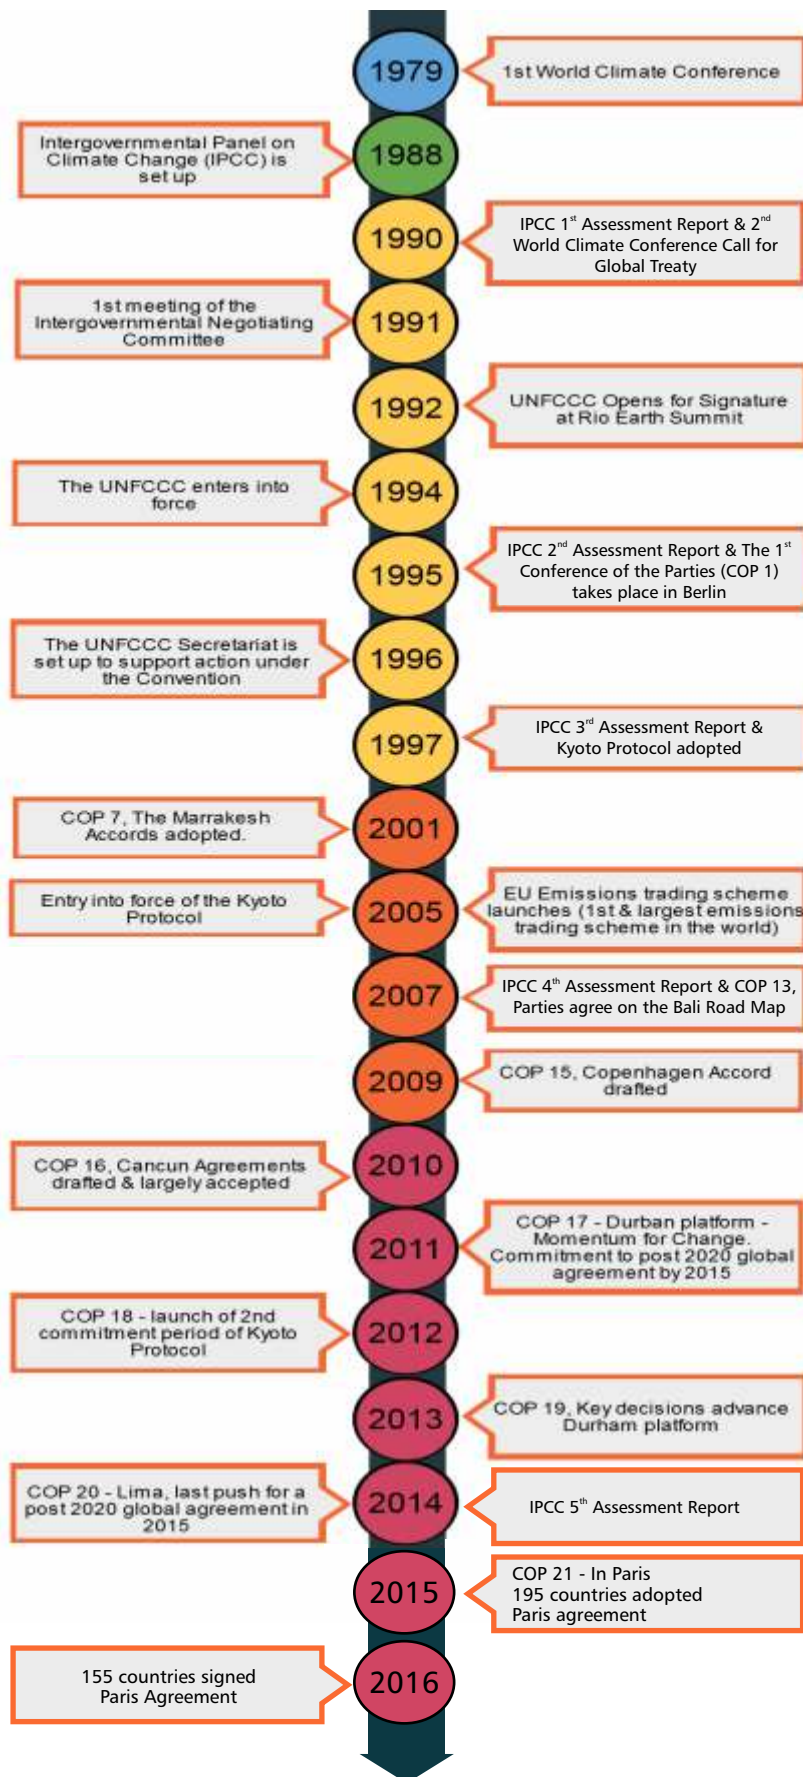 1979
1st World Climate Conference
Intergovernmental Panel on
Climate Change (IPCC) is
set up
1988
1990
IPCC 1st Assessment Report & 2nd
World Climate Conference Call for
Global Treaty
1st meeting of the
Intergovernmental Negotiating
Committee
1991
1992
UNFCCC Opens for Signature
at Rio Earth Summit
The UNFCCC enters into
force
1994
1995
IPCC 2nd Assessment Report & The 1st
Conference of the Parties (COP 1)
takes place in Berlin
The UNFCCC Secretariat is
set up to support action under
the Convention
1996
1997
IPCC 3rd Assessment Report &
Kyoto Protocol adopted
COP 7, The Marrakesh
Accords adopted.
2001
Entry into force of the Kyoto
Protocol
2005
EU Emissions trading scheme
launches (1st & largest emissions
trading scheme in the world)
2007
IPCC 4th Assessment Report & COP 13,
Parties agree on the Bali Road Map
2009
COP 15, Copenhagen Accord
drafted
COP 16, Cancun Agreements
drafted & largely accepted
2010
2011
COP 17 - Durban platform -
Momentum for Change.
Commitment to post 2020 global
agreement by 2015
COP 18 - launch of 2nd
commitment period of Kyoto
Protocol
2012
2013
COP 19, Key decisions advance
Durham platform
COP 20 - Lima, last push for a
post 2020 global agreement in
2015
2014
IPCC 5th Assessment Report
2015
COP 21 - In Paris
195 countries adopted
Paris agreement
155 countries signed
Paris Agreement
2016